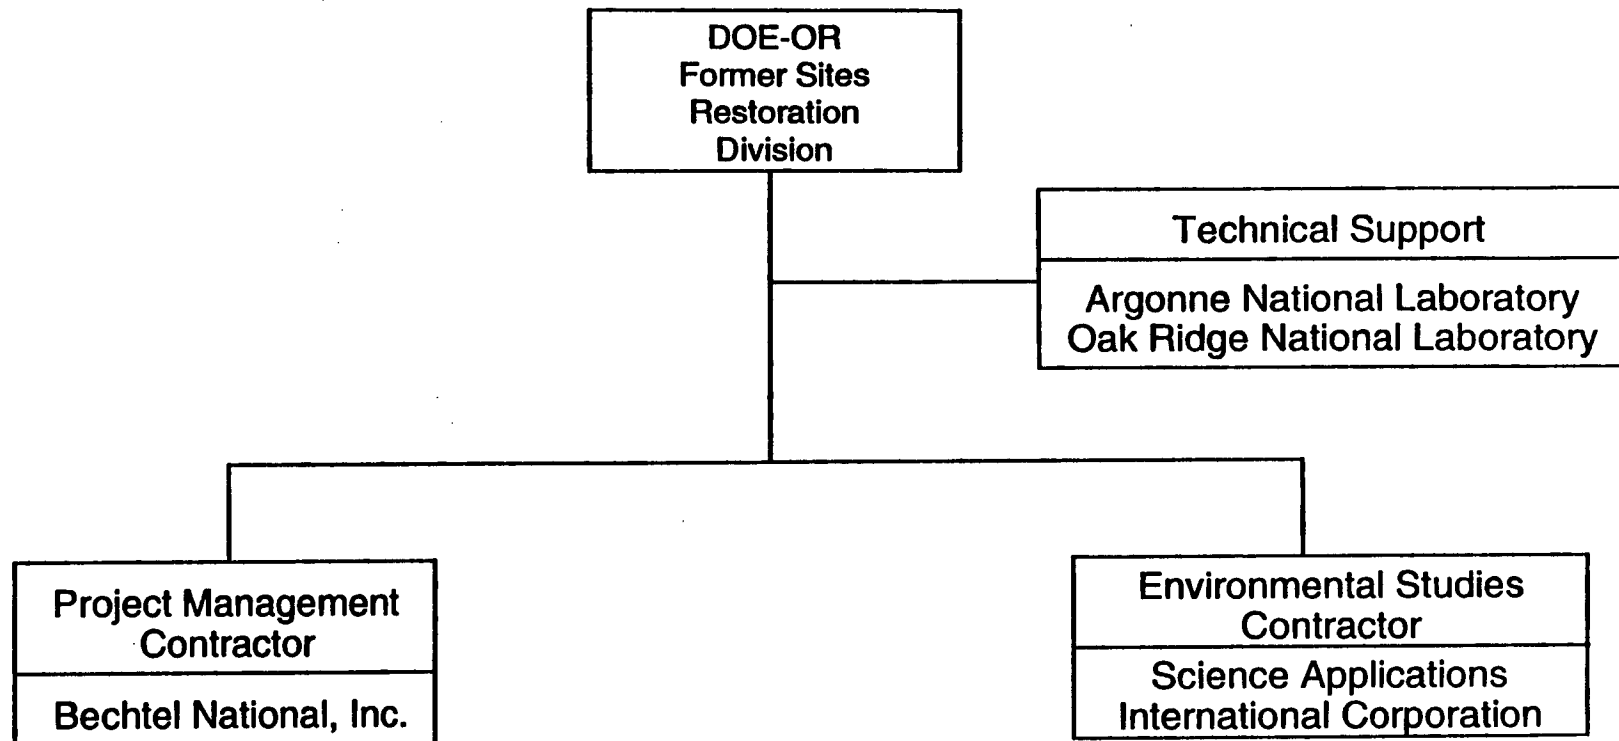 DOE-OR
Former Sites
Restoration
Division
Technical Support
Argonne National Laboratory
Oak Ridge National Laboratory
Project Management
Contractor
Bechtel National, Inc.
Environmental Studies
Contractor
Science Applications
International Corporation